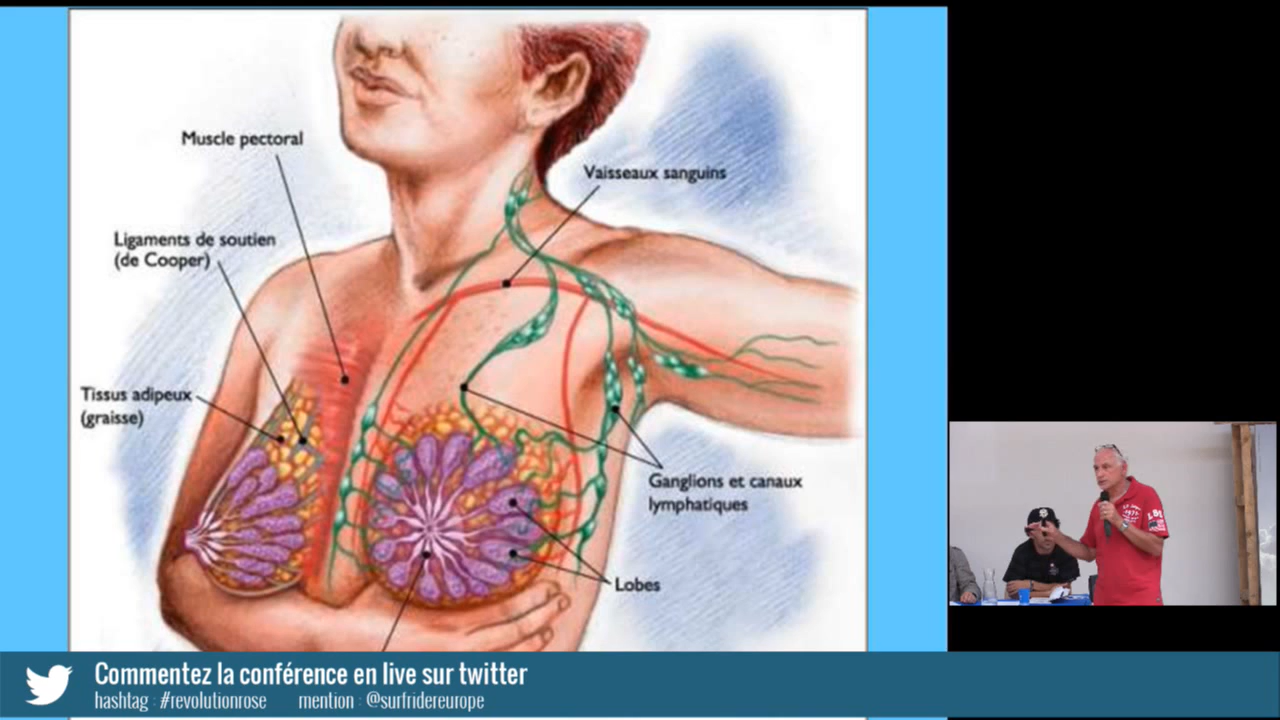 Muscle pectoral
Vaisseaux sanguins
Ligaments de soutien
(de Cooper)
Tissus adipeux
(graisse)
Ganglions et canaux
lymphatiques
Lobes
Commentez la conférence en live sur twitter
hashtag : #revolutionrose mention : @surfridereurope